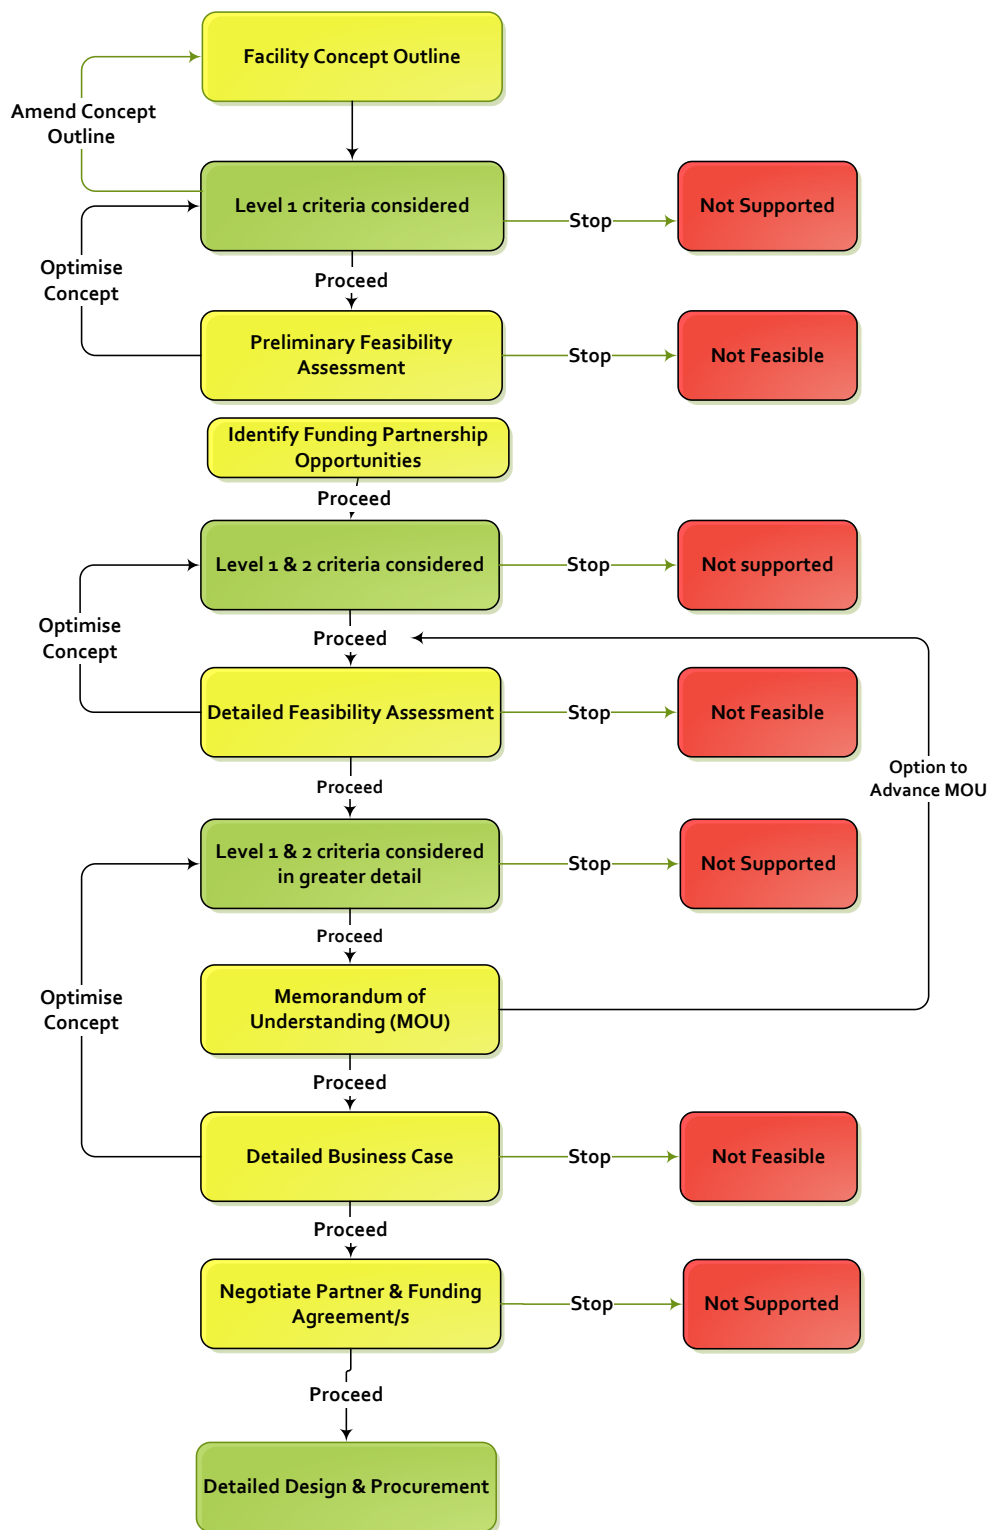 Facility Concept Outline
Amend Concept
Outline
Level 1 criteria considered
Stop
Not Supported
Optimise
Concept
Proceed
Preliminary Feasibility
Assessment
Stop
Not Feasible
Identify Funding Partnership
Opportunities
Proceed
Level 1 & 2 criteria considered
Stop
Not supported
Optimise
Concept
Proceed
Detailed Feasibility Assessment
Stop
Not Feasible
Option to
Advance MOU
Proceed
Level 1 & 2 criteria considered
in greater detail
Stop
Not Supported
Proceed
Optimise
Concept
Memorandum of
Understanding (MOU)
Proceed
Detailed Business Case
Stop
Not Feasible
Proceed
Negotiate Partner & Funding
Agreement/s
Stop
Not Supported
Proceed
Detailed Design & Procurement